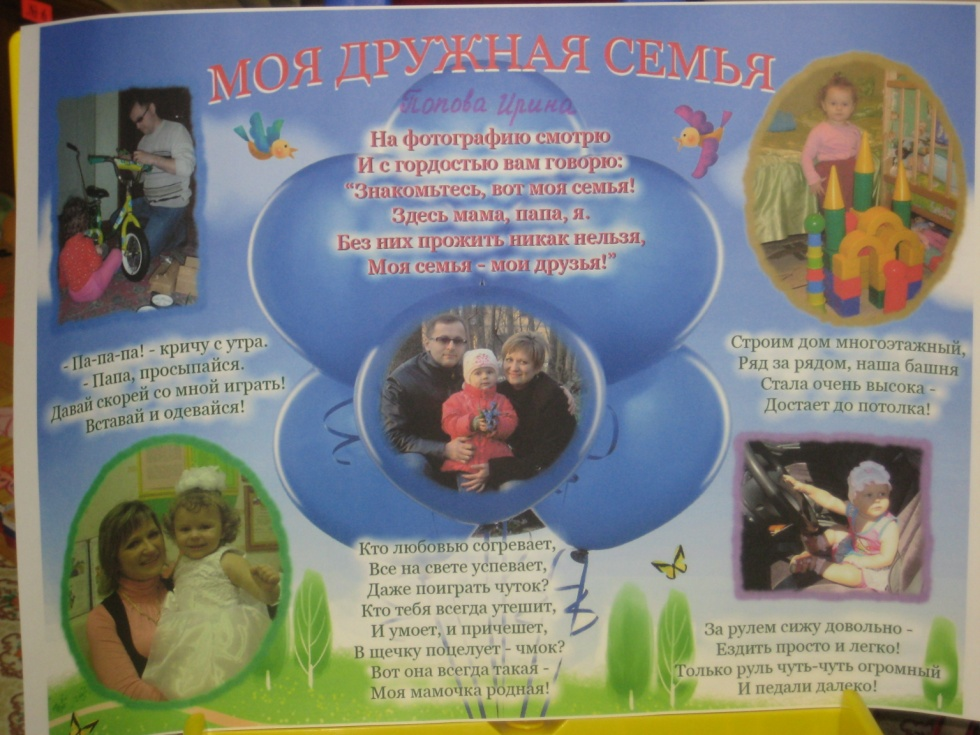 № 6
МОЯ ДРУЖНАЯ СЕМЬЯ
Попова Ирина
На фотографию смотрю
И с гордостью вам говорю:
“Знакомьтесь, вот моя семья!
Здесь мама, папа, я.
Без них прожить никак нельзя,
Моя семья - мои друзья!”
- Па-па-па! - кричу с утра.
- Папа, просыпайся.
Давай скорей со мной играть!
Вставай и одевайся!
Строим дом многоэтажный,
Ряд за рядом, наша башня
Стала очень высока -
Достает до потолка!
Кто любовью согревает,
Все на свете успевает,
Даже поиграть чуток?
Кто тебя всегда утешит,
И умоет, и причешет,
В щечку поцелует - чмок?
Вот она всегда такая -
Моя мамочка родная!
За рулем сижу довольно -
Ездить просто и легко!
Только руль чуть-чуть огромный
И педали далеко!